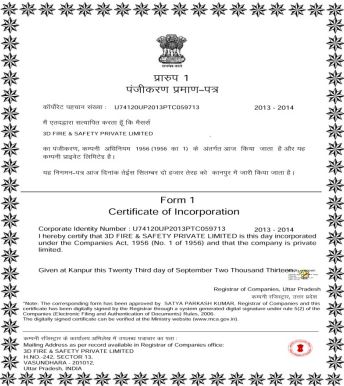 प्रारुप 1
पंजीकरण प्रमाण-पत्र
कॉर्पोरेट पहचान संख्या : U74120UP2013PTC059713 2013 - 2014
मैं एतदद्वारा सत्यापित करता हूँ कि मैसर्स
3D FIRE & SAFETY PRIVATE LIMITED
का पंजीकरण, कम्पनी अधिनियम 1956 (1956 का 1) के अंतर्गत आज किया जाता है और यह
कम्पनी प्राइवेट लिमिटेड है।
यह निगमन-पत्र आज दिनांक तेईस सितम्बर दो हजार तेरह को कानपुर में जारी किया जाता है।
Form 1
Certificate of Incorporation
Corporate Identity Number : U74120UP2013PTC059713 2013 - 2014
I hereby certify that 3D FIRE & SAFETY PRIVATE LIMITED is this day incorporated
under the Companies Act, 1956 (No. 1 of 1956) and that the company is private
limited.
Given at Kanpur this Twenty Third day of September Two Thousand Thirteen.
Registrar of Companies, Uttar Pradesh
कम्पनी रजिस्ट्रार, उत्तर प्रदेश
*Note: The corresponding form has been approved by SATYA PARKASH KUMAR, Registrar of Companies and this
certificate has been digitally signed by the Registrar through a system generated digital signature under rule 5(2) of the
Companies (Electronic Filing and Authentication of Documents) Rules, 2006.
The digitally signed certificate can be verified at the Ministry website (www.mca.gov.in).
कम्पनी रजिस्ट्रार के कार्यालय अभिलेख में उपलब्ध पत्राचार का पता :
Mailing Address as per record available in Registrar of Companies office:
3D FIRE & SAFETY PRIVATE LIMITED
H.NO.-242, SECTOR 13,
VASUNDHARA - 201012,
Uttar Pradesh, INDIA